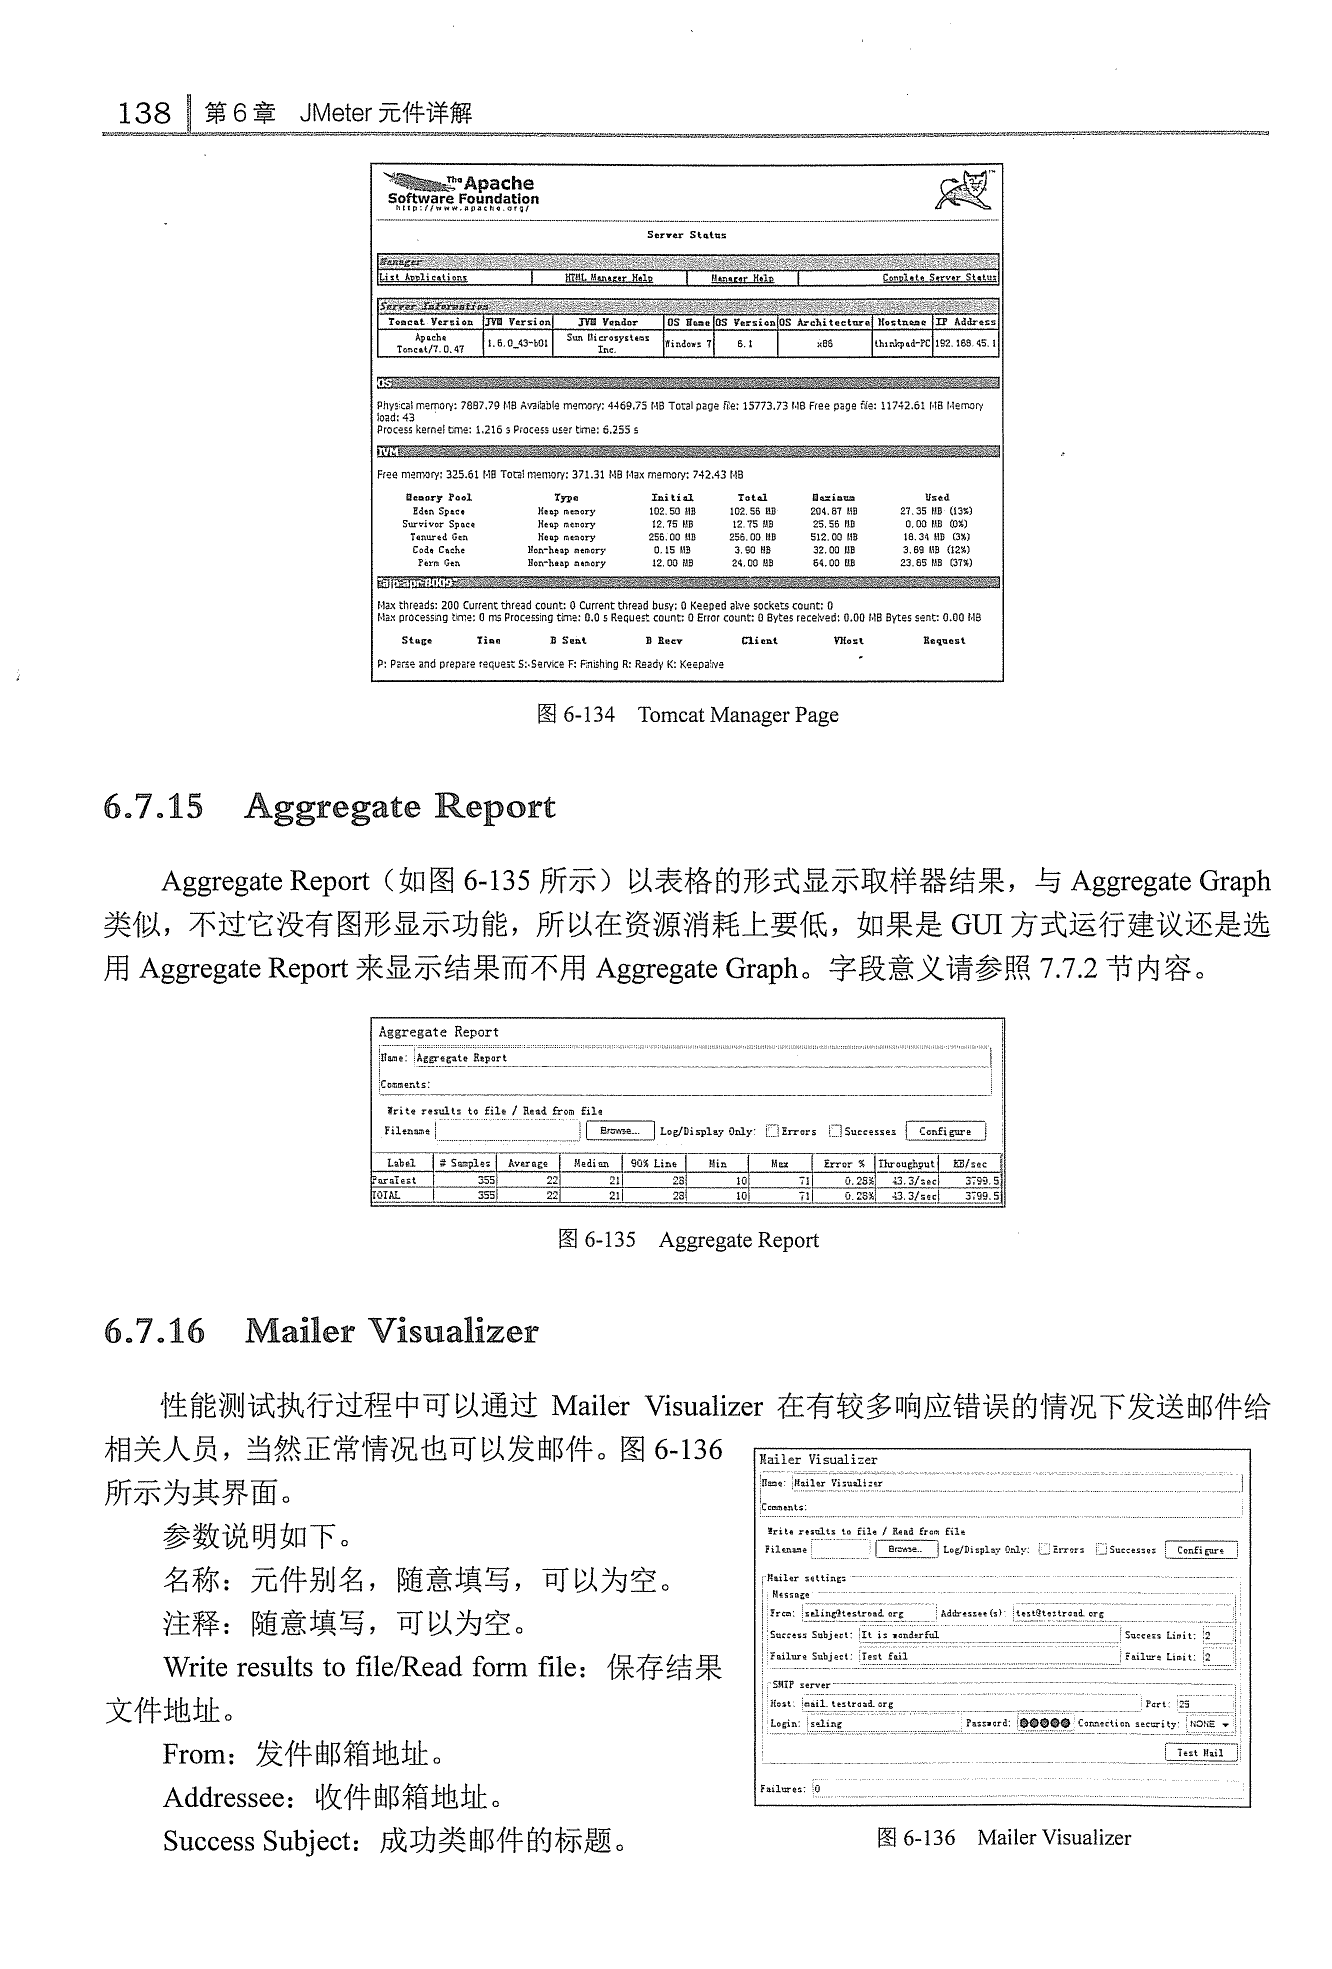 138 第6章 JMeter 元件详解
The Apache
Software Foundation
http://www.apache.org/
Server Status
Manager
List Applications HTML Manager Help Manager Help Complete Server Status
Server Information
Tomcat Version JVM Version JVM Vendor OS Name OS Version OS Architecture Hostname IP Address
Apache Tomcat/7.0.47 1.6.0_43-b01 Sun Microsystems Inc. Windows 7 6.1 x86 thinkpad-PC 192.168.45.1
OS
Physical memory: 7887.79 MB Available memory: 4469.75 MB Total page file: 15773.73 MB Free page file: 11742.61 MB Memory
load: 43
Process kernel time: 1.216 s Process user time: 6.255 s
JVM
Free memory: 325.61 MB Total memory: 371.31 MB Max memory: 742.43 MB
Memory Pool Type Initial Total Maximum Used
Eden Space Heap memory 102.50 MB 102.56 MB 204.87 MB 27.35 MB (13%)
Survivor Space Heap memory 12.75 MB 12.75 MB 25.56 MB 0.00 MB (0%)
Tenured Gen Heap memory 256.00 MB 256.00 MB 512.00 MB 18.34 MB (3%)
Code Cache Non-heap memory 0.15 MB 3.90 MB 32.00 MB 3.89 MB (12%)
Perm Gen Non-heap memory 12.00 MB 24.00 MB 64.00 MB 23.85 MB (37%)
"ajp-apr-8009"
Max threads: 200 Current thread count: 0 Current thread busy: 0 Keeped alive sockets count: 0
Max processing time: 0 ms Processing time: 0.0 s Request count: 0 Error count: 0 Bytes received: 0.00 MB Bytes sent: 0.00 MB
Stage Time B Sent B Recv Client VHost Request
P: Parse and prepare request S: Service F: Finishing R: Ready K: Keepalive
图 6-134 Tomcat Manager Page
6.7.15 Aggregate Report
Aggregate Report（如图 6-135 所示）以表格的形式显示取样器结果，与 Aggregate Graph
类似，不过它没有图形显示功能，所以在资源消耗上要低，如果是 GUI 方式运行建议还是选
用 Aggregate Report 来显示结果而不用 Aggregate Graph。字段意义请参照 7.7.2 节内容。
Aggregate Report
Name: Aggregate Report
Comments:
Write results to file / Read from file
Filename Browse... Log/Display Only: Errors Successes Configure
Label # Samples Average Median 90% Line Min Max Error % Throughput KB/sec
ParaTest 355 22 21 28 10 71 0.28% 43.3/sec 3799.5
TOTAL 355 22 21 28 10 71 0.28% 43.3/sec 3799.5
图 6-135 Aggregate Report
6.7.16 Mailer Visualizer
性能测试执行过程中可以通过 Mailer Visualizer 在有较多响应错误的情况下发送邮件给
相关人员，当然正常情况也可以发邮件。图 6-136
所示为其界面。
参数说明如下。
名称：元件别名，随意填写，可以为空。
注释：随意填写，可以为空。
Write results to file/Read form file：保存结果
文件地址。
From：发件邮箱地址。
Addressee：收件邮箱地址。
Success Subject：成功类邮件的标题。
Mailer Visualizer
Name: Mailer Visualizer
Comments:
Write results to file / Read from file
Filename Browse... Log/Display Only: Errors Successes Configure
Mailer settings
Message
From: seling@testroad.org Addressee(s): test@testroad.org
Success Subject: It is wonderful Success Limit: 2
Failure Subject: Test fail Failure Limit: 2
SMTP server
Host: mail.testroad.org Port: 25
Login: seling Password: ●●●●● Connection security: NONE
Test Mail
Failures: 0
图 6-136 Mailer Visualizer